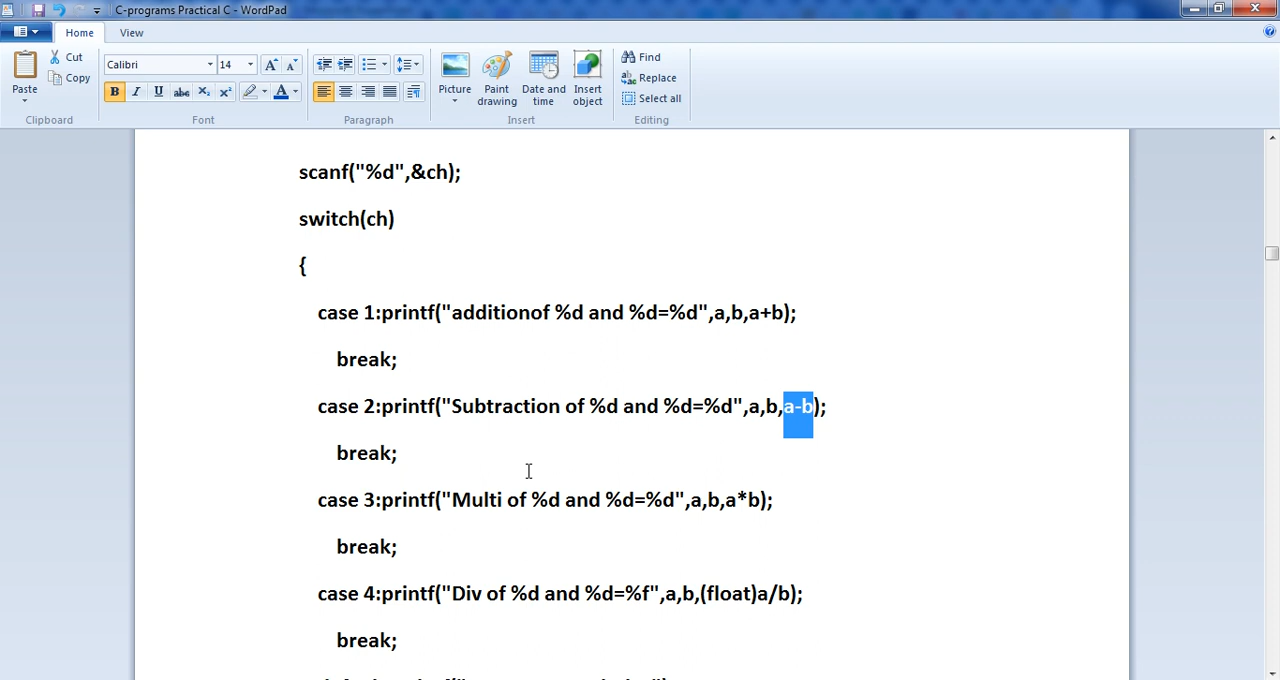 C-programs Practical C - WordPad
Home View
Paste Cut Copy
Clipboard
Calibri 14 A A
B I U abc X₂ X² A
Font
Paragraph
Picture Paint drawing Date and time Insert object
Insert
Find
Replace
Select all
Editing
scanf("%d",&ch);
switch(ch)
{
case 1:printf("additionof %d and %d=%d",a,b,a+b);
break;
case 2:printf("Subtraction of %d and %d=%d",a,b,a-b);
break;
case 3:printf("Multi of %d and %d=%d",a,b,a*b);
break;
case 4:printf("Div of %d and %d=%f",a,b,(float)a/b);
break;